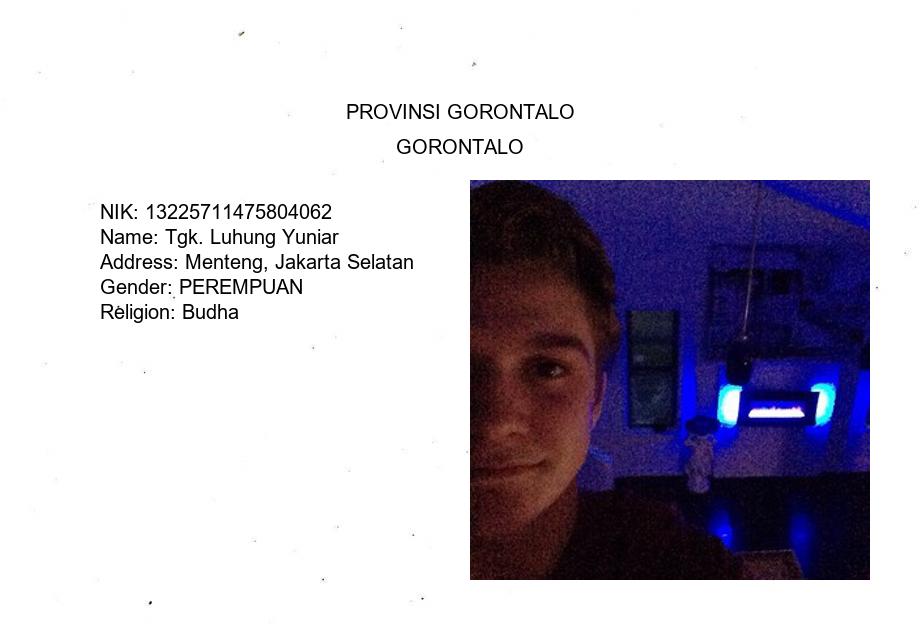 PROVINSI GORONTALO
GORONTALO
NIK: 13225711475804062
Name: Tgk. Luhung Yuniar
Address: Menteng, Jakarta Selatan
Gender: PEREMPUAN
Religion: Budha